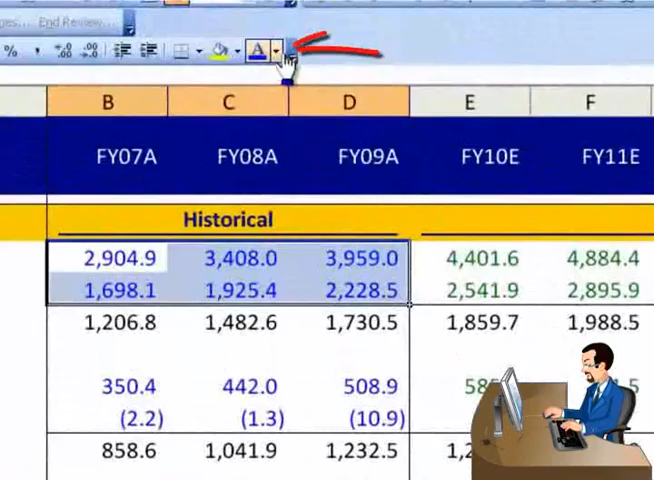 ges... End Review...
% ,
A
B C D E F
FY07A FY08A FY09A FY10E FY11E
Historical
2,904.9 3,408.0 3,959.0 4,401.6 4,884.4
1,698.1 1,925.4 2,228.5 2,541.9 2,895.9
1,206.8 1,482.6 1,730.5 1,859.7 1,988.5
350.4 442.0 508.9
(2.2) (1.3) (10.9)
858.6 1,041.9 1,232.5